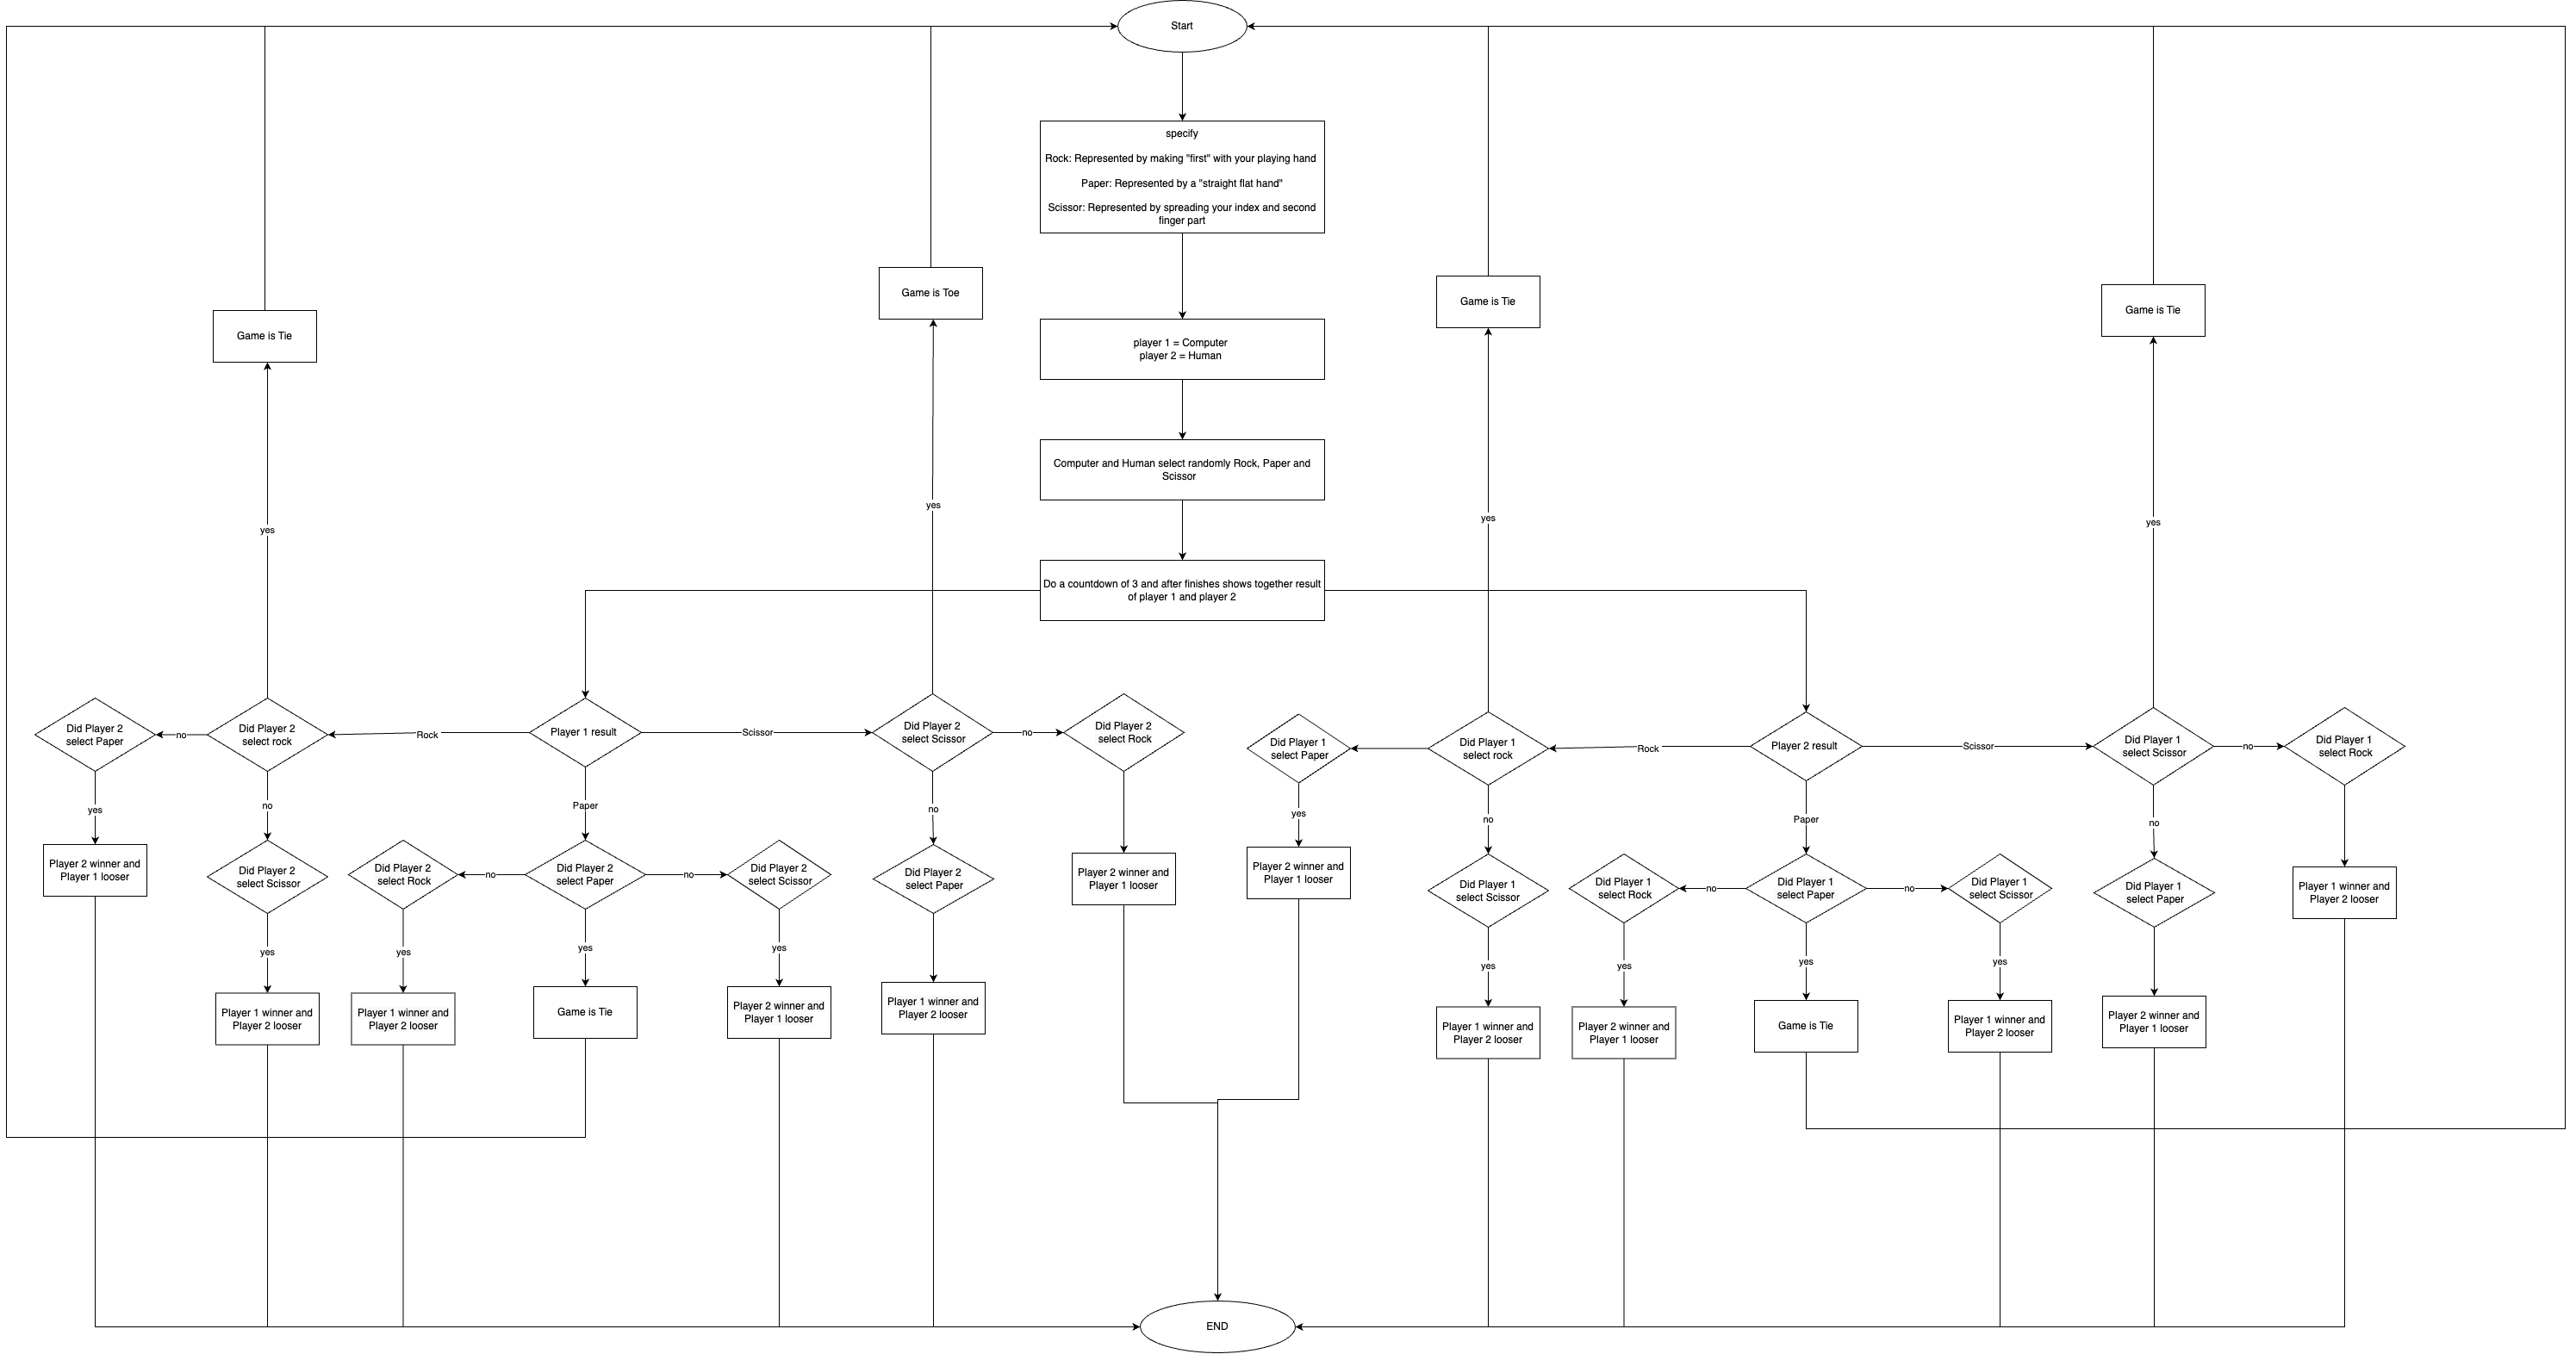 Start
specify
Rock: Represented by making "first" with your playing hand
Paper: Represented by a "straight flat hand"
Scissor: Represented by spreading your index and second
finger part
Game is Toe
Game is Tie
Game is Tie
Game is Tie
player 1 = Computer
player 2 = Human
Computer and Human select randomly Rock, Paper and
Scissor
yes
yes
yes
yes
Do a countdown of 3 and after finishes shows together result
of player 1 and player 2
Did Player 2
select Paper
no
Did Player 2
select rock
Rock
Player 1 result
Scissor
Did Player 2
select Scissor
no
Did Player 2
select Rock
Did Player 1
select Paper
Did Player 1
select rock
Rock
Player 2 result
Scissor
Did Player 1
select Scissor
no
Did Player 1
select Rock
yes
no
Paper
no
yes
no
Paper
no
Player 2 winner and
Player 1 looser
Did Player 2
select Scissor
Did Player 2
select Rock
no
Did Player 2
select Paper
no
Did Player 2
select Scissor
Did Player 2
select Paper
Player 2 winner and
Player 1 looser
Player 2 winner and
Player 1 looser
Did Player 1
select Scissor
Did Player 1
select Rock
no
Did Player 1
select Paper
no
Did Player 1
select Scissor
Did Player 1
select Paper
Player 1 winner and
Player 2 looser
yes
yes
yes
yes
yes
yes
yes
yes
Player 1 winner and
Player 2 looser
Player 1 winner and
Player 2 looser
Game is Tie
Player 2 winner and
Player 1 looser
Player 1 winner and
Player 2 looser
Player 1 winner and
Player 2 looser
Player 2 winner and
Player 1 looser
Game is Tie
Player 1 winner and
Player 2 looser
Player 2 winner and
Player 1 looser
END